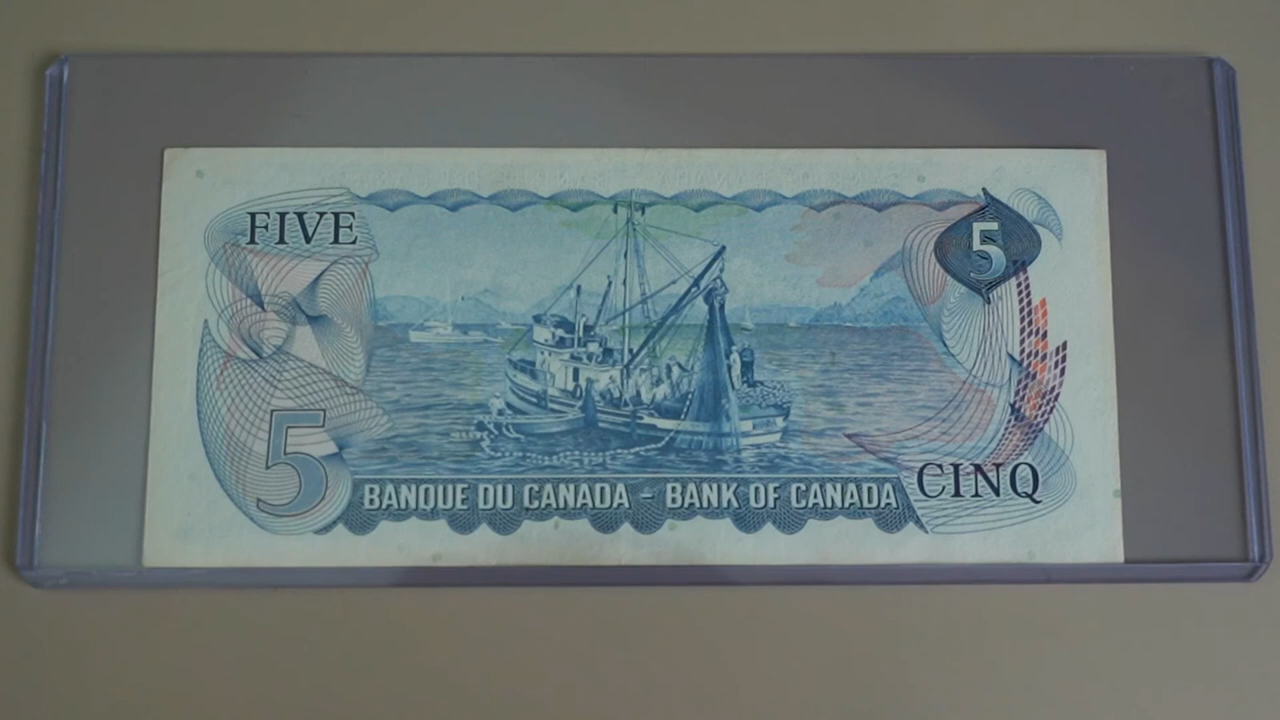 FIVE
5
5
BANQUE DU CANADA – BANK OF CANADA
CINQ